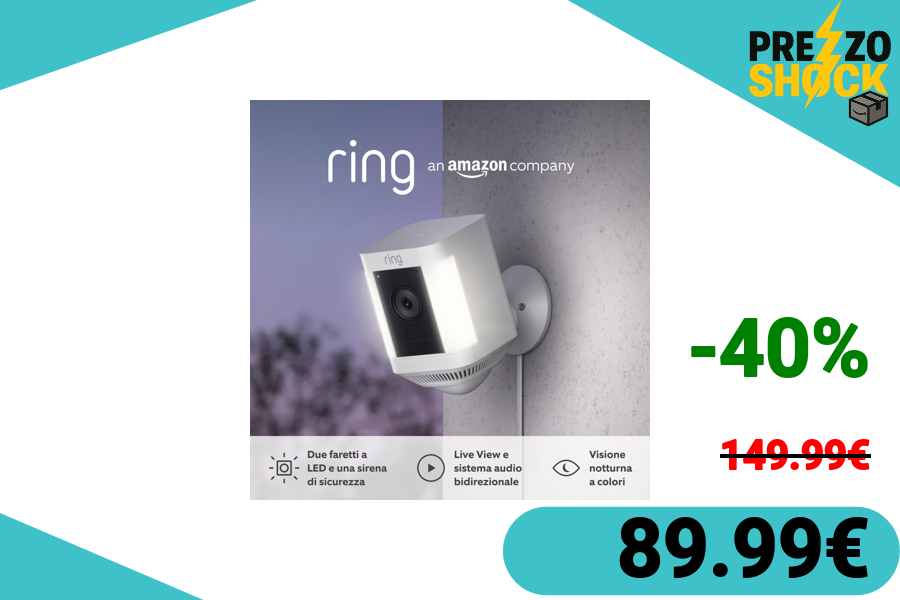 PREZZO
SHOCK
ring an amazon company
ring
Due faretti a
LED e una sirena
di sicurezza
Live View e
sistema audio
bidirezionale
Visione
notturna
a colori
-40%
149.99€
89.99€